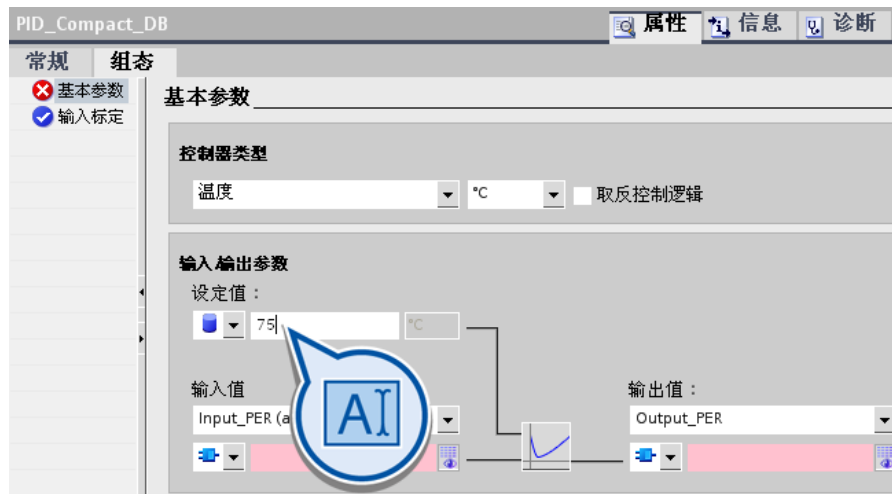 PID_Compact_DB 属性 信息 诊断
常规 组态
基本参数 基本参数
输入标定
控制器类型
温度 °C 取反控制逻辑
输入/输出参数
设定值：
75 °C
输入值 输出值：
Input_PER (a Output_PER
AI